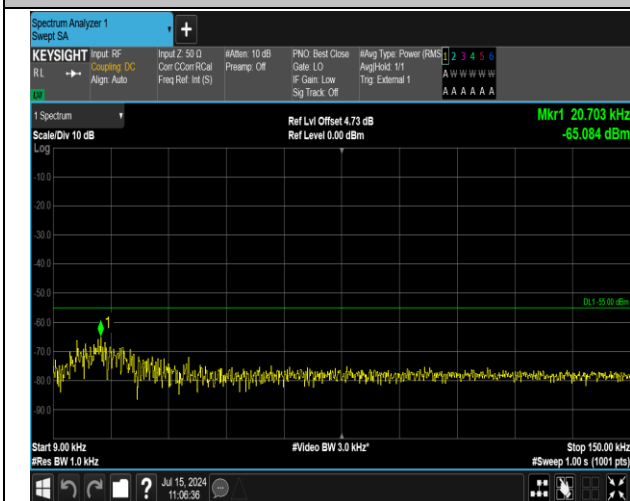 Spectrum Analyzer 1
Swept SA
+
KEYSIGHT Input: RF Input Z: 50 Ω #Atten: 10 dB PNO: Best Close #Avg Type: Power (RMS 1 2 3 4 5 6
RL Coupling: DC Corr CCorr RCal Preamp: Off Gate: LO Avg|Hold: 1/1 A W W W W W
Align: Auto Freq Ref: Int (S) IF Gain: Low Trig: External 1
Sig Track: Off A A A A A A
1 Spectrum Ref Lvl Offset 4.73 dB Mkr1 20.703 kHz
Scale/Div 10 dB Ref Level 0.00 dBm -65.084 dBm
Log
-10.0
-20.0
-30.0
-40.0
-50.0
DL1 -55.00 dBm
-60.0
1
-70.0
-80.0
-90.0
Start 9.00 kHz #Video BW 3.0 kHz* Stop 150.00 kHz
#Res BW 1.0 kHz #Sweep 1.00 s (1001 pts)
? Jul 15, 2024
11:06:36